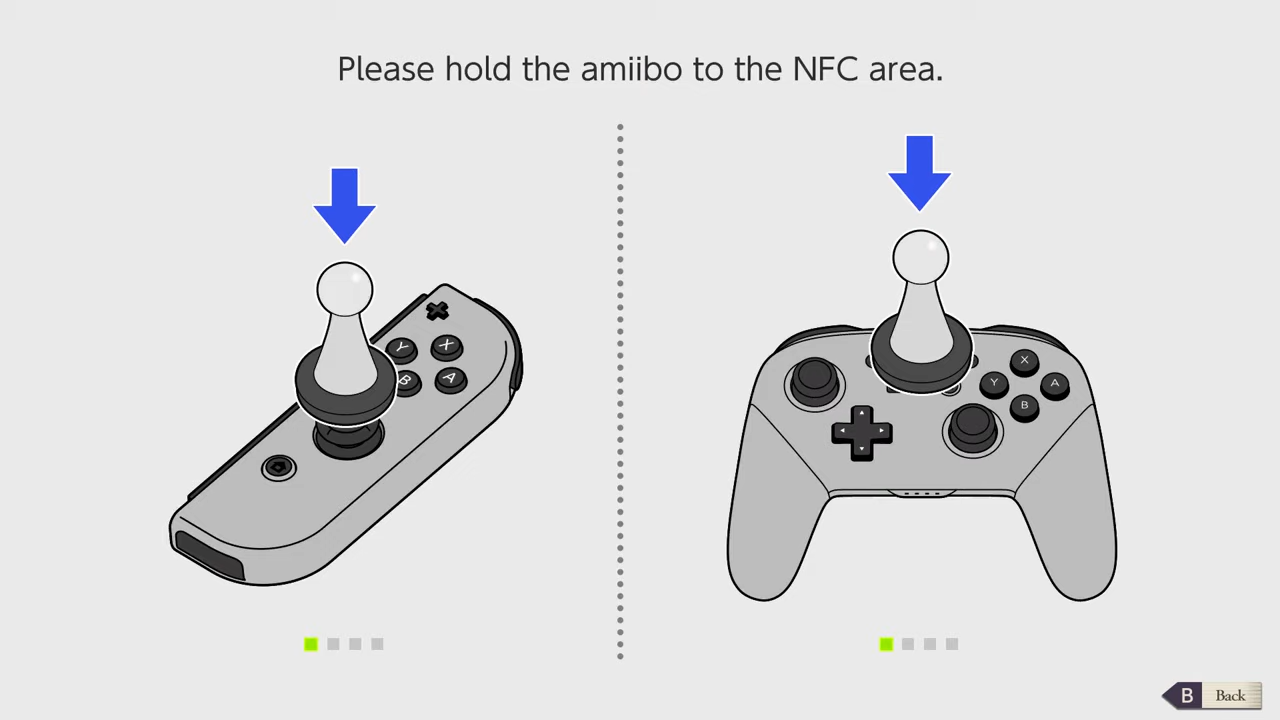 Please hold the amiibo to the NFC area.
Y X
B A
X
Y A
B
B Back